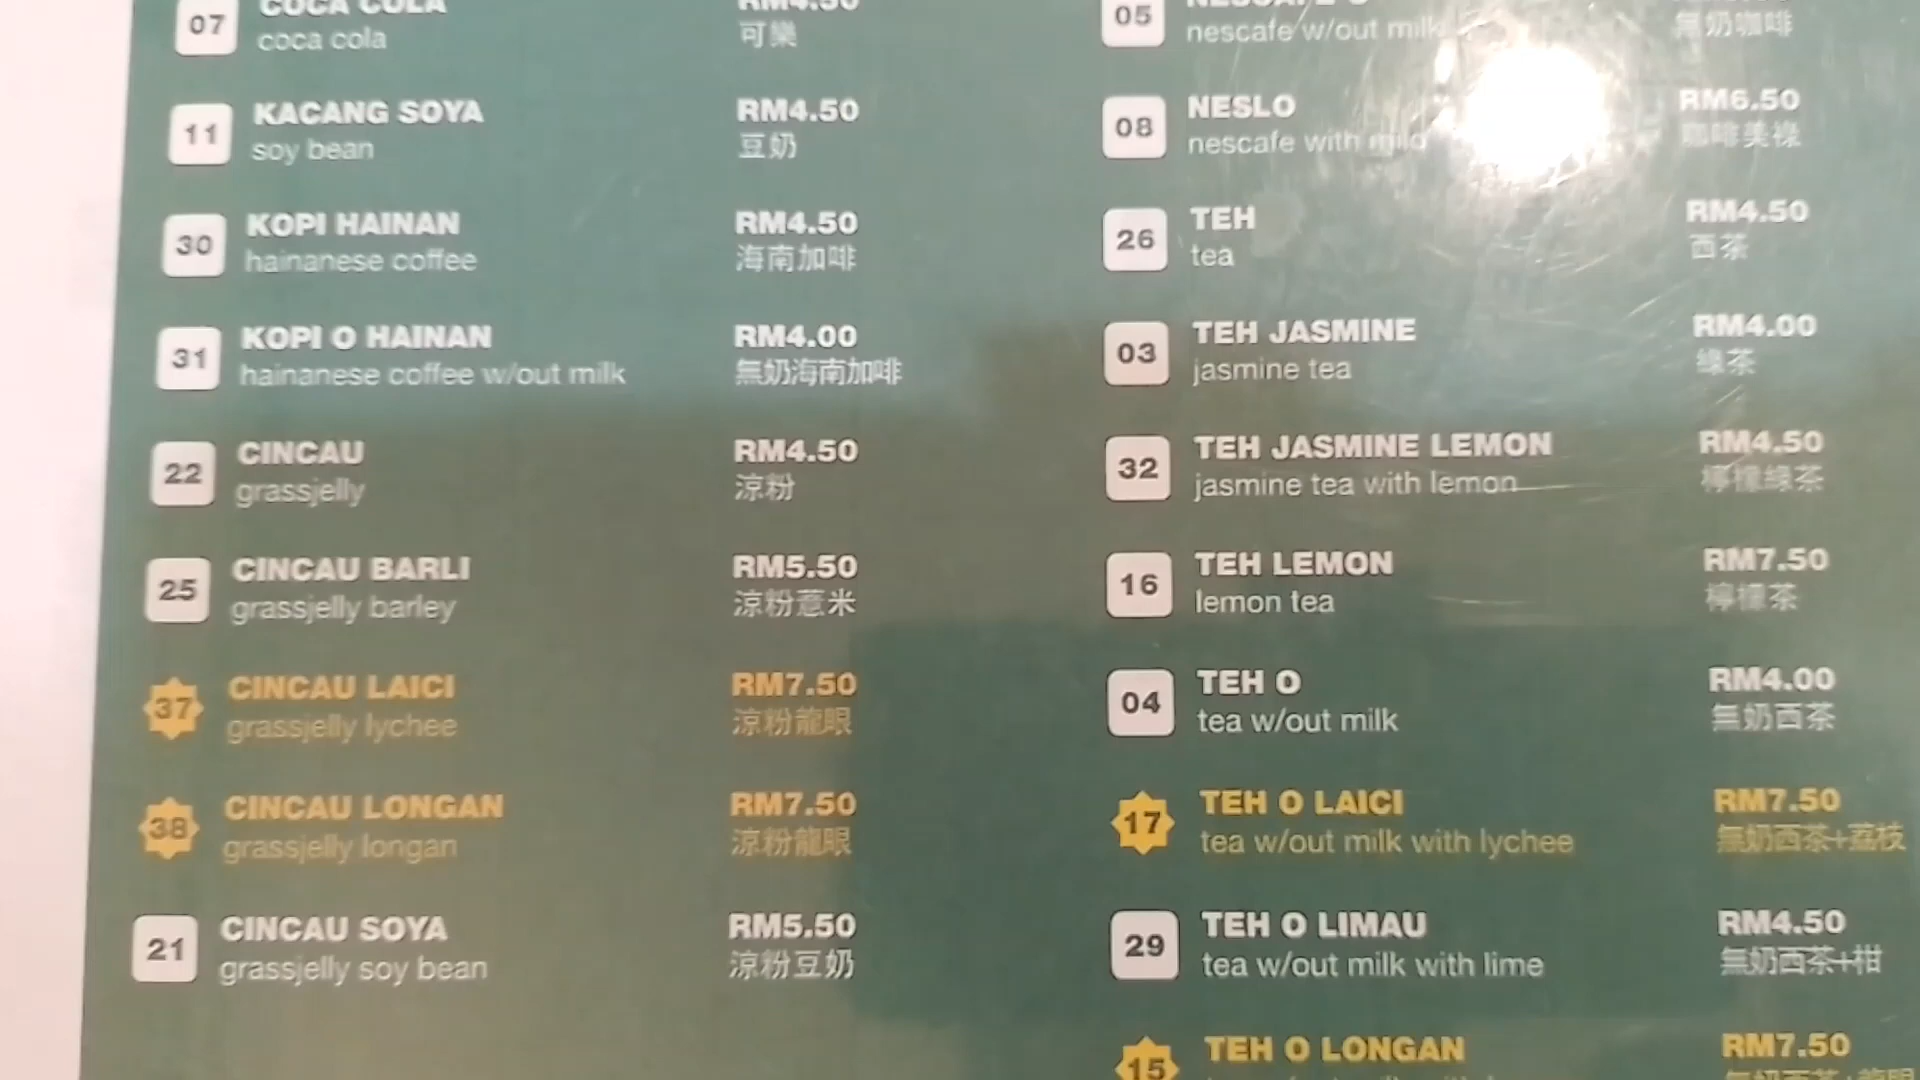 07
COCA COLA
coca cola
RM4.50
可樂
11
KACANG SOYA
soy bean
RM4.50
豆奶
30
KOPI HAINAN
hainanese coffee
RM4.50
海南加啡
31
KOPI O HAINAN
hainanese coffee w/out milk
RM4.00
無奶海南加啡
22
CINCAU
grassjelly
RM4.50
涼粉
25
CINCAU BARLI
grassjelly barley
RM5.50
涼粉薏米
37
CINCAU LAICI
grassjelly lychee
RM7.50
涼粉龍眼
38
CINCAU LONGAN
grassjelly longan
RM7.50
涼粉龍眼
21
CINCAU SOYA
grassjelly soy bean
RM5.50
涼粉豆奶
05
NESCAFE O
nescafe w/out milk
無奶咖啡
08
NESLO
nescafe with milo
RM6.50
咖啡美祿
26
TEH
tea
RM4.50
西茶
03
TEH JASMINE
jasmine tea
RM4.00
綠茶
32
TEH JASMINE LEMON
jasmine tea with lemon
RM4.50
檸檬綠茶
16
TEH LEMON
lemon tea
RM7.50
檸檬茶
04
TEH O
tea w/out milk
RM4.00
無奶西茶
17
TEH O LAICI
tea w/out milk with lychee
RM7.50
無奶西茶+荔枝
29
TEH O LIMAU
tea w/out milk with lime
RM4.50
無奶西茶+柑
15
TEH O LONGAN
RM7.50